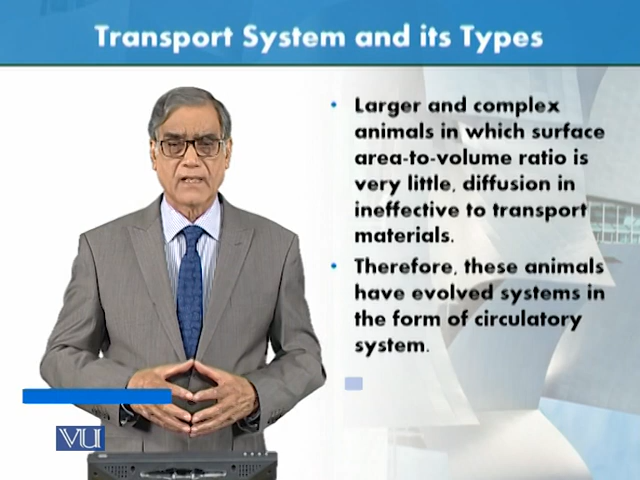 Transport System and its Types
• Larger and complex
animals in which surface
area-to-volume ratio is
very little, diffusion in
ineffective to transport
materials.
• Therefore, these animals
have evolved systems in
the form of circulatory
system.
VU